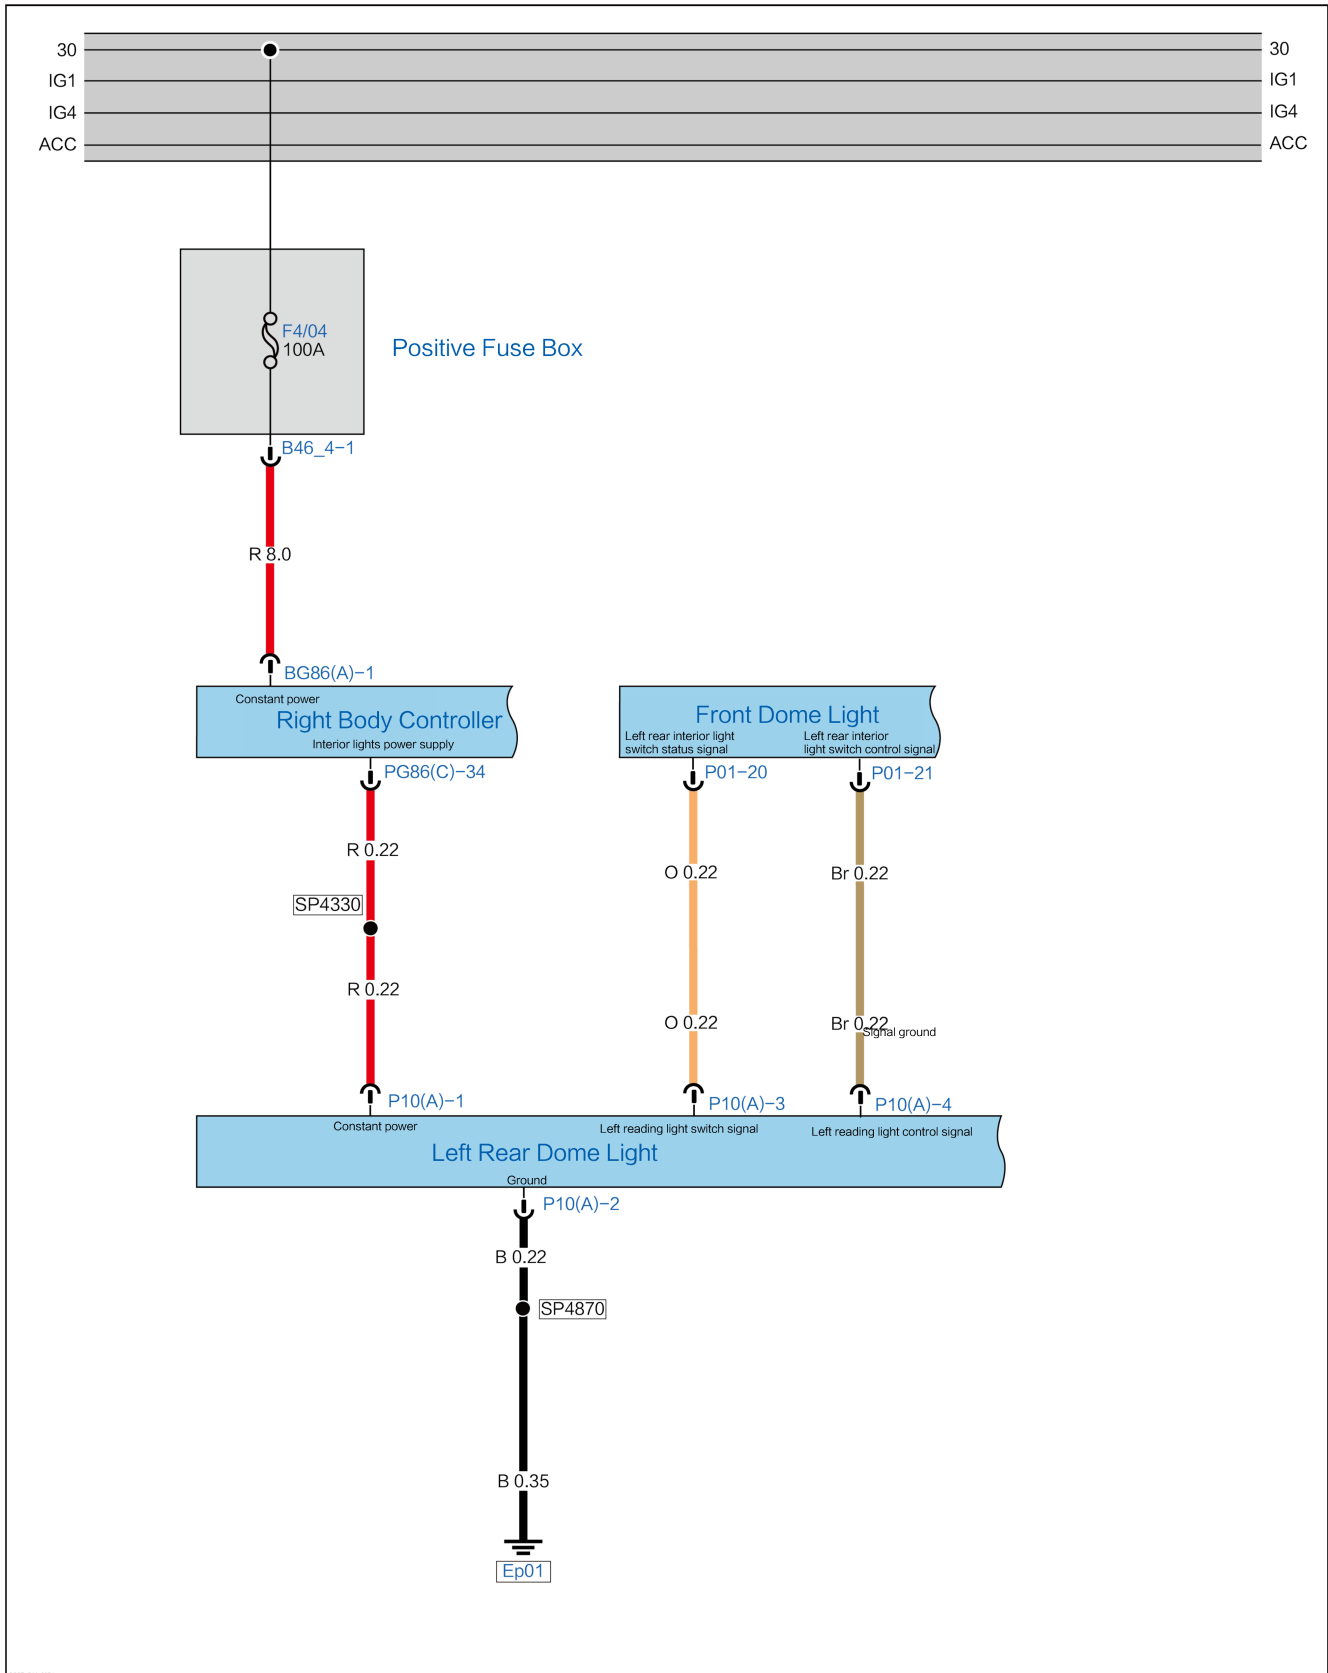 30
30
IG1
IG1
IG4
IG4
ACC
ACC
F4/04
100A
Positive Fuse Box
B46_4-1
R 8.0
BG86(A)-1
Constant power
Right Body Controller
Interior lights power supply
Front Dome Light
Left rear interior light
switch status signal
Left rear interior
light switch control signal
PG86(C)-34
P01-20
P01-21
R 0.22
O 0.22
Br 0.22
SP4330
R 0.22
O 0.22
Br 0.22
Signal ground
P10(A)-1
P10(A)-3
P10(A)-4
Constant power
Left reading light switch signal
Left reading light control signal
Left Rear Dome Light
Ground
P10(A)-2
B 0.22
SP4870
B 0.35
Ep01